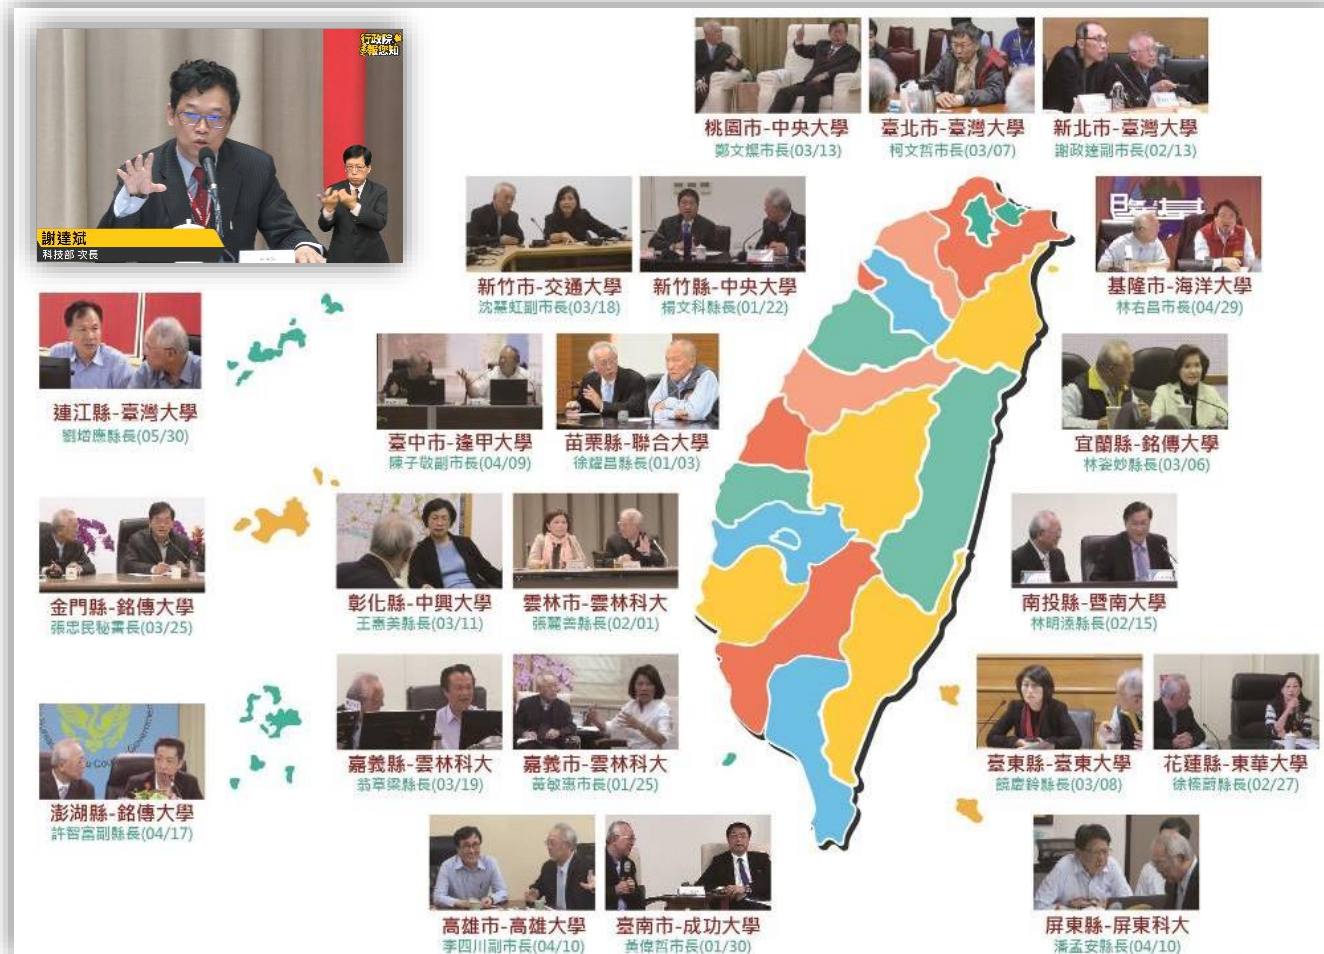 行政院
報您知
謝達斌
科技部 次長
桃園市-中央大學
鄭文燦市長(03/13)
臺北市-臺灣大學
柯文哲市長(03/07)
新北市-臺灣大學
謝政達副市長(02/13)
新竹市-交通大學
沈慧虹副市長(03/18)
新竹縣-中央大學
楊文科縣長(01/22)
基隆市-海洋大學
林右昌市長(04/29)
連江縣-臺灣大學
劉增應縣長(05/30)
臺中市-逢甲大學
陳子敬副市長(04/09)
苗栗縣-聯合大學
徐耀昌縣長(01/03)
宜蘭縣-銘傳大學
林姿妙縣長(03/06)
金門縣-銘傳大學
張忠民秘書長(03/25)
彰化縣-中興大學
王惠美縣長(03/11)
雲林市-雲林科大
張麗善縣長(02/01)
南投縣-暨南大學
林明溱縣長(02/15)
澎湖縣-銘傳大學
許智富副縣長(04/17)
嘉義縣-雲林科大
翁章梁縣長(03/19)
嘉義市-雲林科大
黃敏惠市長(01/25)
臺東縣-臺東大學
饒慶鈴縣長(03/08)
花蓮縣-東華大學
徐榛蔚縣長(02/27)
高雄市-高雄大學
李四川副市長(04/10)
臺南市-成功大學
黃偉哲市長(01/30)
屏東縣-屏東科大
潘孟安縣長(04/10)